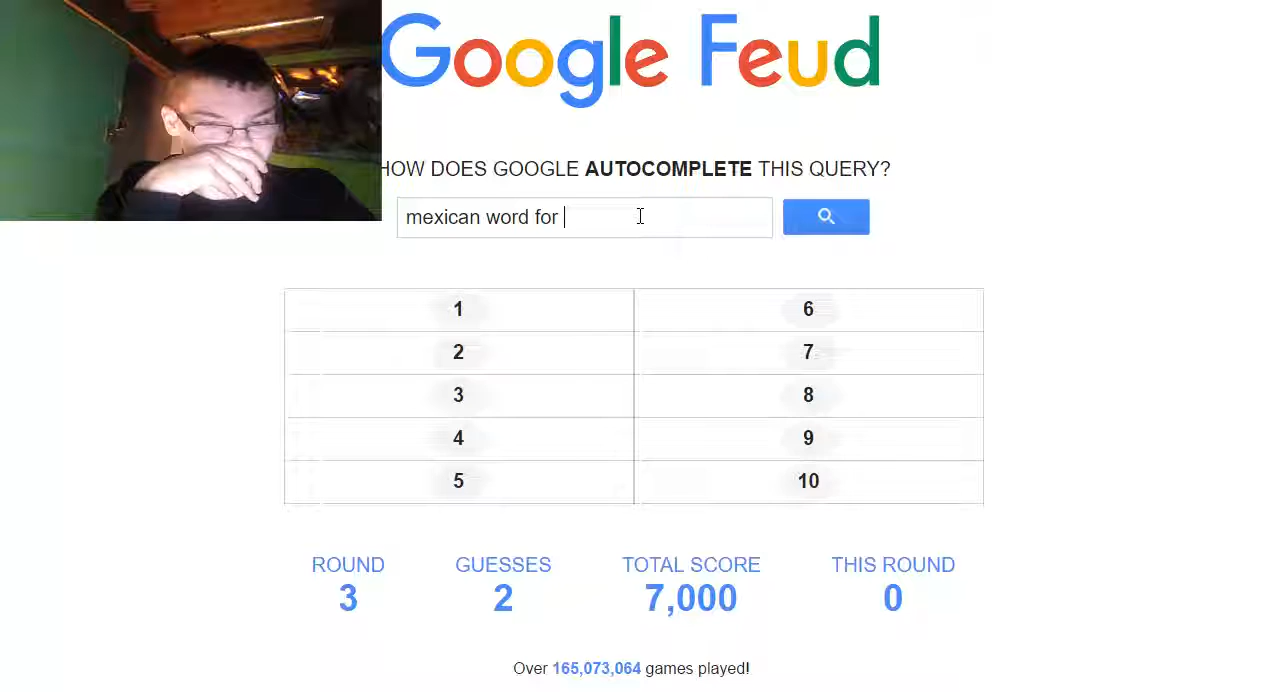 Google Feud
HOW DOES GOOGLE AUTOCOMPLETE THIS QUERY?
mexican word for
1 6
2 7
3 8
4 9
5 10
ROUND GUESSES TOTAL SCORE THIS ROUND
3 2 7,000 0
Over 165,073,064 games played!